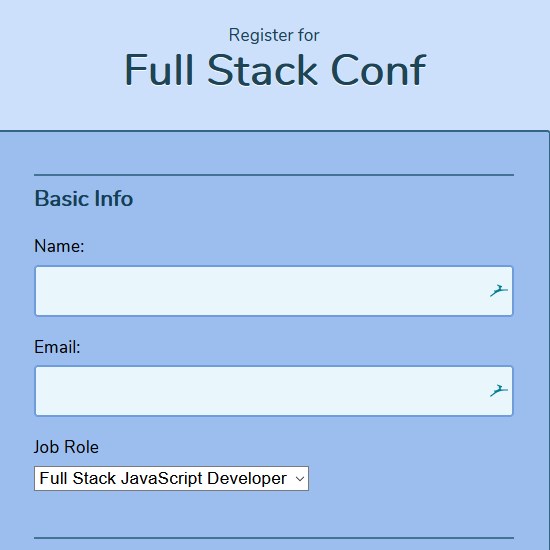 Register for
Full Stack Conf
Basic Info
Name:
Email:
Job Role
Full Stack JavaScript Developer